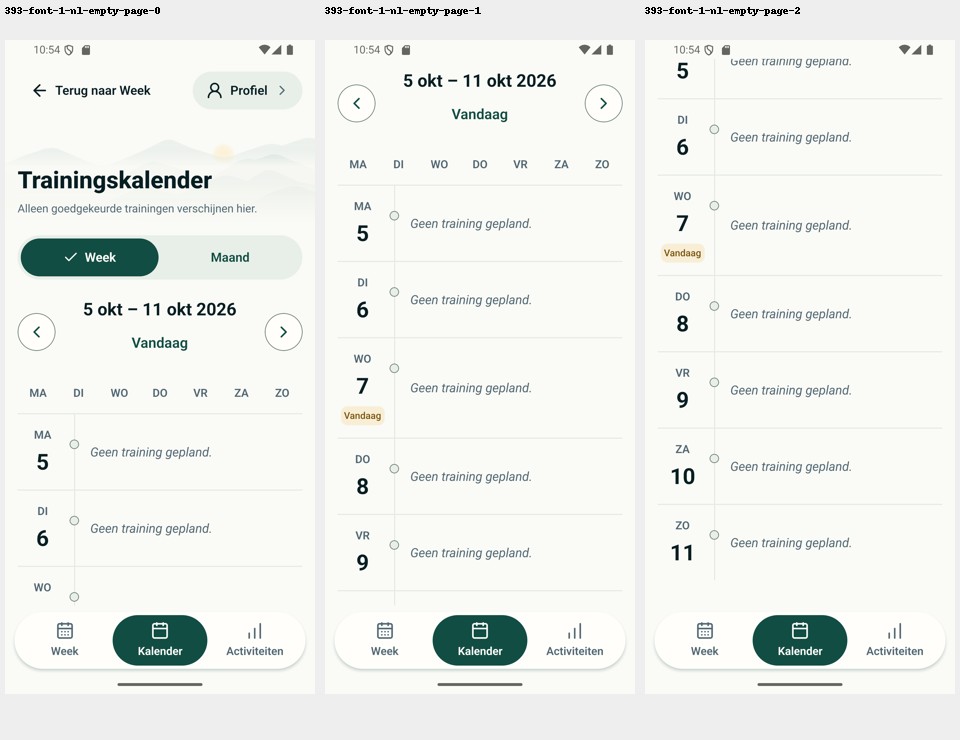 393-font-1-nl-empty-page-0
10:54
Terug naar Week
Profiel
Trainingskalender
Alleen goedgekeurde trainingen verschijnen hier.
Week
Maand
5 okt – 11 okt 2026
Vandaag
MA DI WO DO VR ZA ZO
MA
5
Geen training gepland.
DI
6
Geen training gepland.
WO
Week
Kalender
Activiteiten
393-font-1-nl-empty-page-1
10:54
5 okt – 11 okt 2026
Vandaag
MA DI WO DO VR ZA ZO
MA
5
Geen training gepland.
DI
6
Geen training gepland.
WO
7
Vandaag
Geen training gepland.
DO
8
Geen training gepland.
VR
9
Geen training gepland.
Week
Kalender
Activiteiten
393-font-1-nl-empty-page-2
10:54
5
Geen training gepland.
DI
6
Geen training gepland.
WO
7
Vandaag
Geen training gepland.
DO
8
Geen training gepland.
VR
9
Geen training gepland.
ZA
10
Geen training gepland.
ZO
11
Geen training gepland.
Week
Kalender
Activiteiten